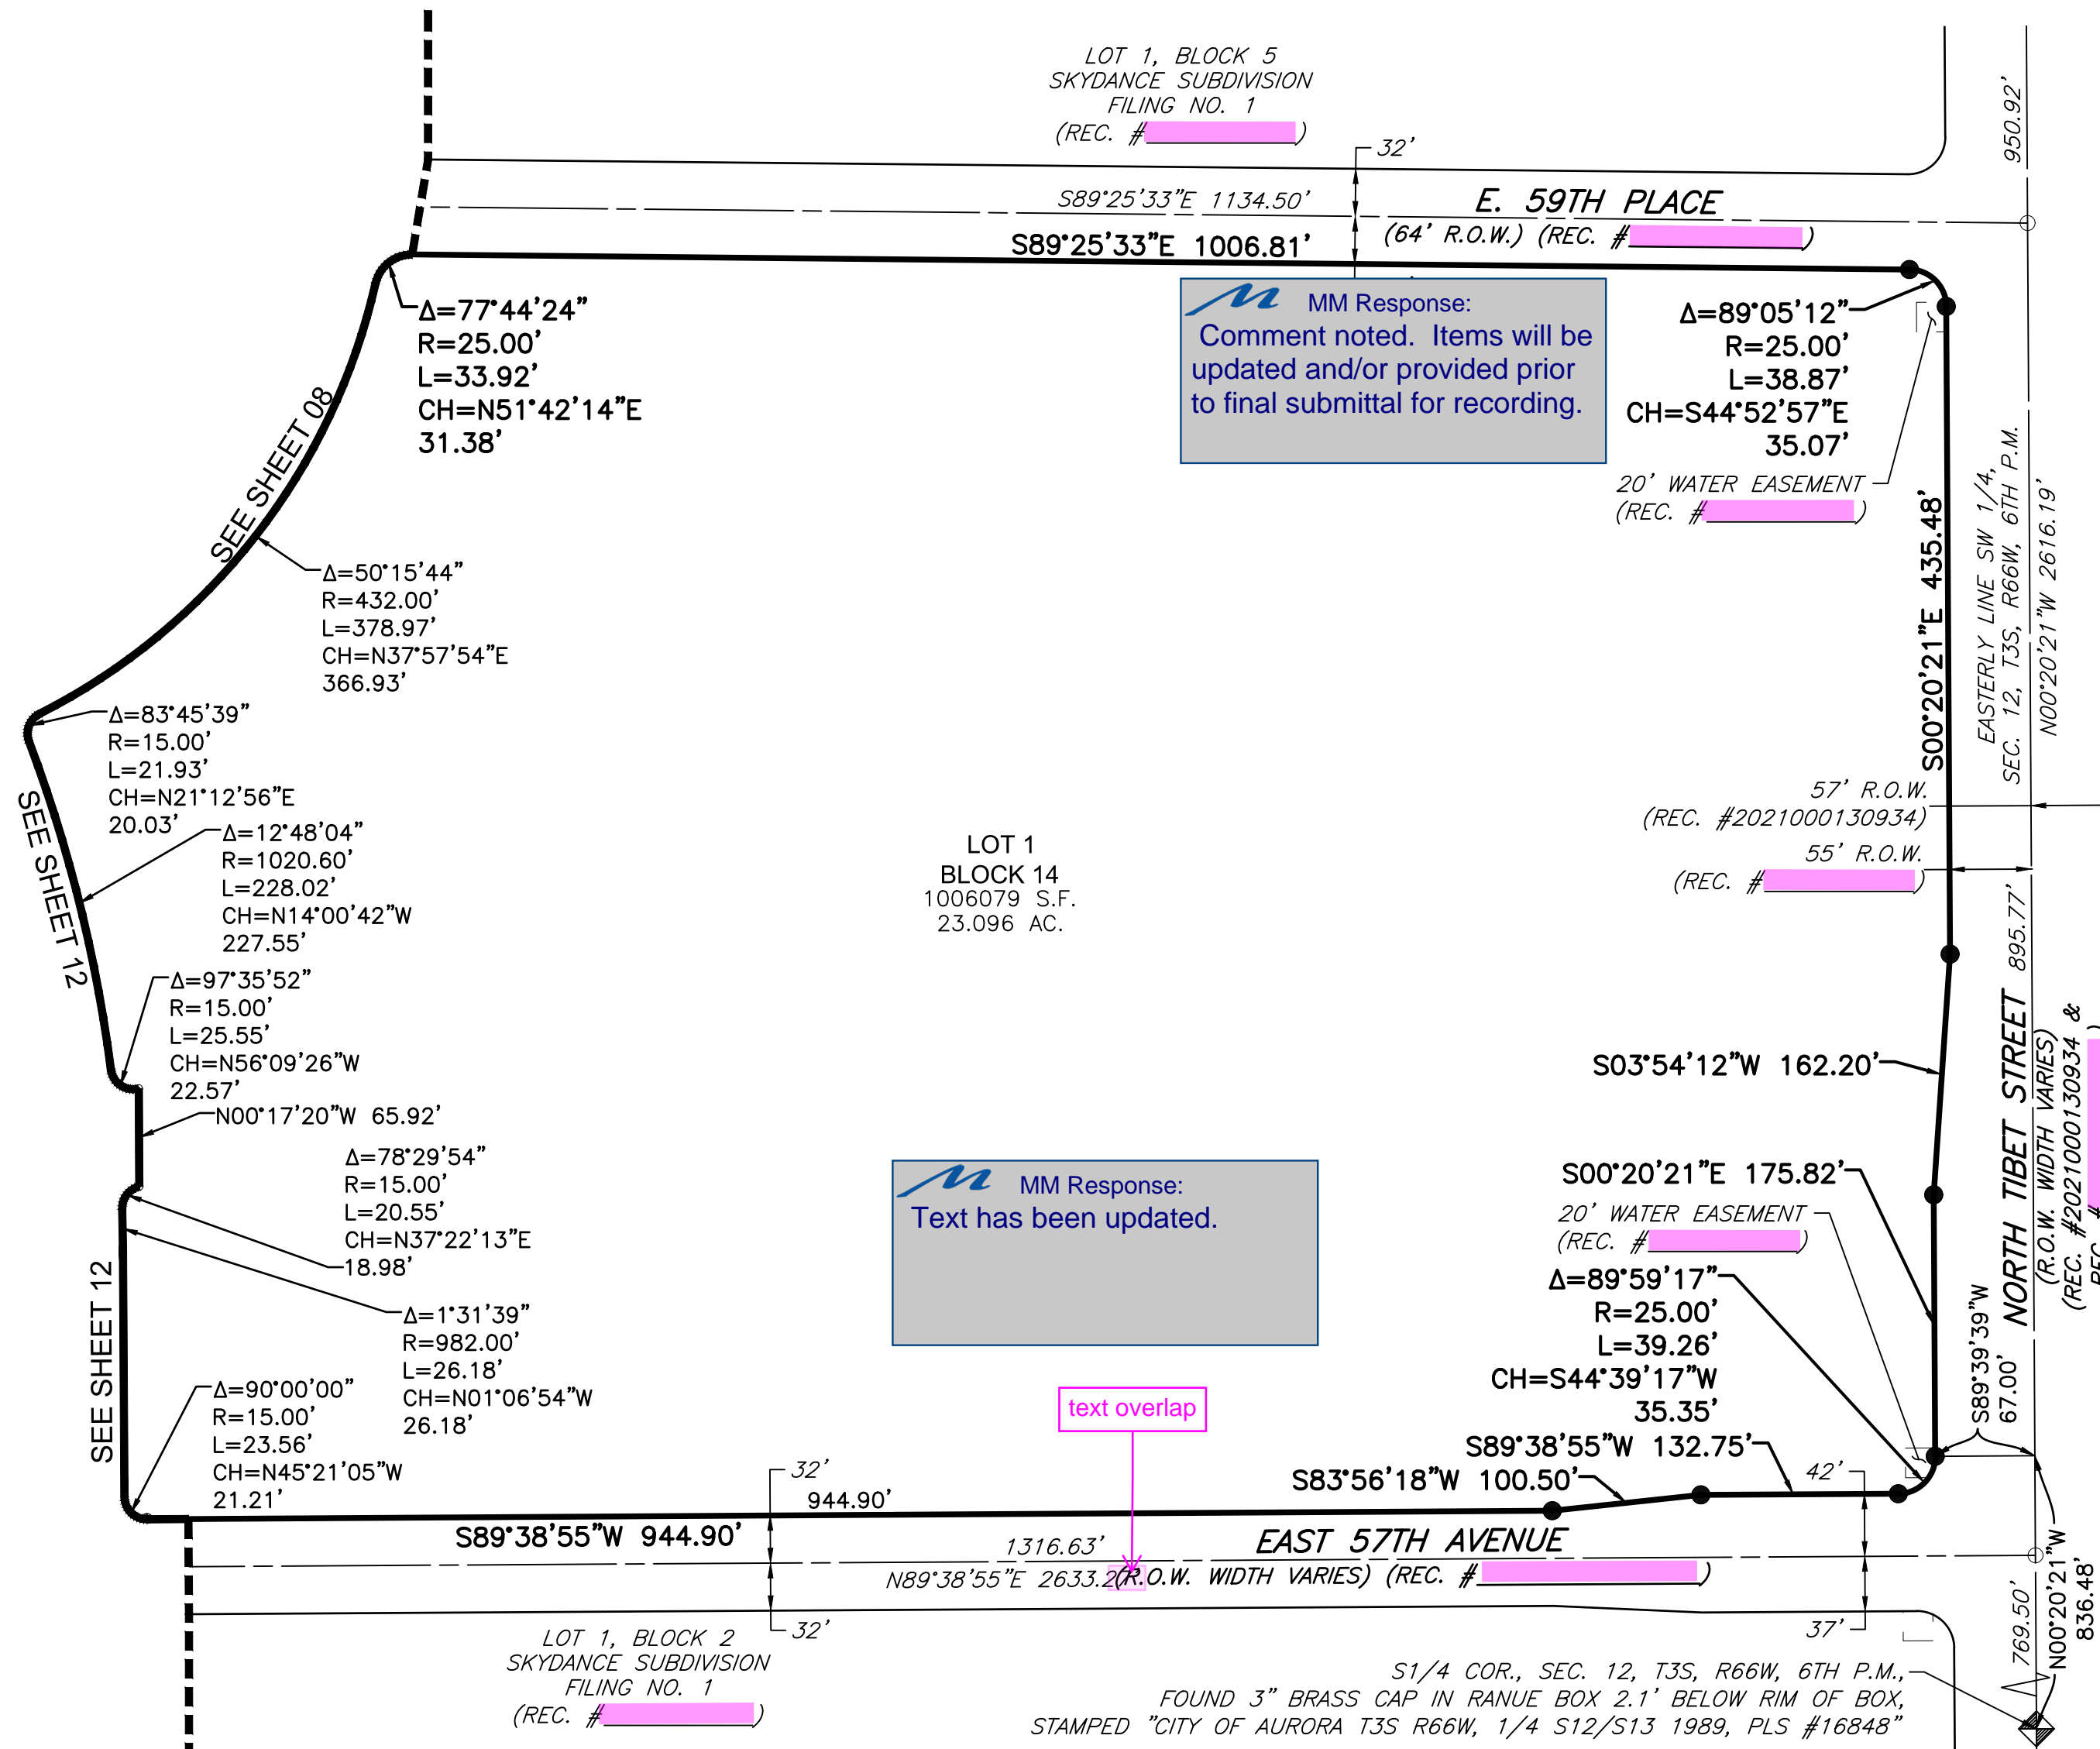 LOT 1, BLOCK 5
SKYDANCE SUBDIVISION
FILING NO. 1
(REC. #)
32'
950.92'
S89°25'33"E 1134.50'
E. 59TH PLACE
(64' R.O.W.) (REC. #)
S89°25'33"E 1006.81'
MM Response:
Comment noted. Items will be
updated and/or provided prior
to final submittal for recording.
Δ=77°44'24"
R=25.00'
L=33.92'
CH=N51°42'14"E
31.38'
Δ=89°05'12"
R=25.00'
L=38.87'
CH=S44°52'57"E
35.07'
20' WATER EASEMENT
(REC. #)
SEE SHEET 08
Δ=50°15'44"
R=432.00'
L=378.97'
CH=N37°57'54"E
366.93'
S00°20'21"E 435.48'
EASTERLY LINE SW 1/4,
SEC. 12, T3S, R66W, 6TH P.M.
N00°20'21"W 2616.19'
Δ=83°45'39"
R=15.00'
L=21.93'
CH=N21°12'56"E
20.03'
SEE SHEET 12
Δ=12°48'04"
R=1020.60'
L=228.02'
CH=N14°00'42"W
227.55'
57' R.O.W.
(REC. #2021000130934)
55' R.O.W.
(REC. #)
LOT 1
BLOCK 14
1006079 S.F.
23.096 AC.
Δ=97°35'52"
R=15.00'
L=25.55'
CH=N56°09'26"W
22.57'
N00°17'20"W 65.92'
895.77'
NORTH TIBET STREET
(R.O.W. WIDTH VARIES)
(REC. #2021000130934 &
REC. #)
S03°54'12"W 162.20'
Δ=78°29'54"
R=15.00'
L=20.55'
CH=N37°22'13"E
18.98'
MM Response:
Text has been updated.
S00°20'21"E 175.82'
20' WATER EASEMENT
(REC. #)
Δ=89°59'17"
R=25.00'
L=39.26'
CH=S44°39'17"W
35.35'
SEE SHEET 12
Δ=1°31'39"
R=982.00'
L=26.18'
CH=N01°06'54"W
26.18'
Δ=90°00'00"
R=15.00'
L=23.56'
CH=N45°21'05"W
21.21'
text overlap
S89°39'39"W
67.00'
S89°38'55"W 132.75'
S83°56'18"W 100.50'
42'
32'
944.90'
S89°38'55"W 944.90'
1316.63'
EAST 57TH AVENUE
N89°38'55"E 2633.2
(R.O.W. WIDTH VARIES) (REC. #)
32'
37'
769.50'
N00°20'21"W
836.48'
LOT 1, BLOCK 2
SKYDANCE SUBDIVISION
FILING NO. 1
(REC. #)
S1/4 COR., SEC. 12, T3S, R66W, 6TH P.M.,
FOUND 3" BRASS CAP IN RANUE BOX 2.1' BELOW RIM OF BOX,
STAMPED "CITY OF AURORA T3S R66W, 1/4 S12/S13 1989, PLS #16848"